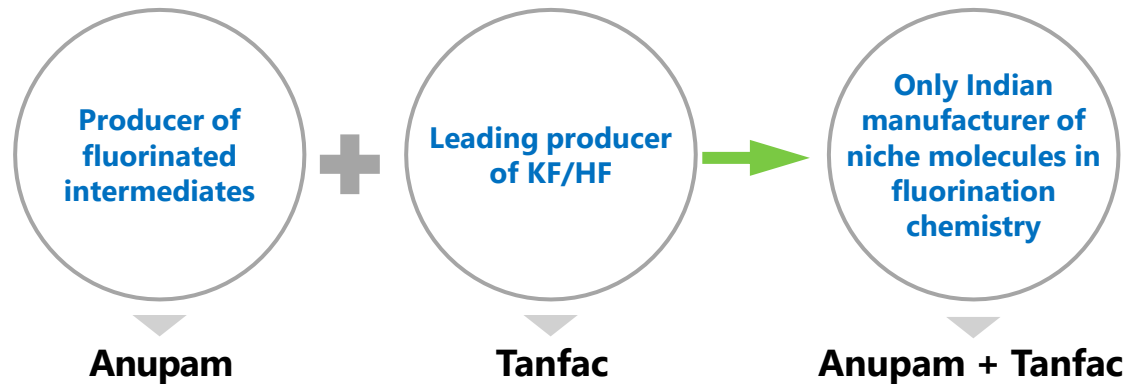 Producer of
fluorinated
intermediates
Leading producer
of KF/HF
Only Indian
manufacturer of
niche molecules in
fluorination
chemistry
Anupam
Tanfac
Anupam + Tanfac